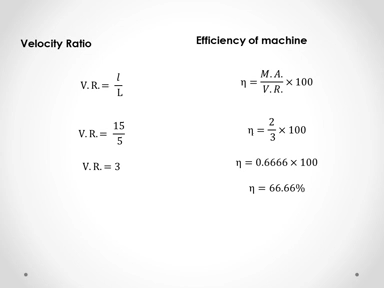 Velocity Ratio
V.R.= l/L
V.R.= 15/5
V.R.= 3
Efficiency of machine
η = M.A./V.R. × 100
η = 2/3 × 100
η = 0.6666 × 100
η = 66.66%